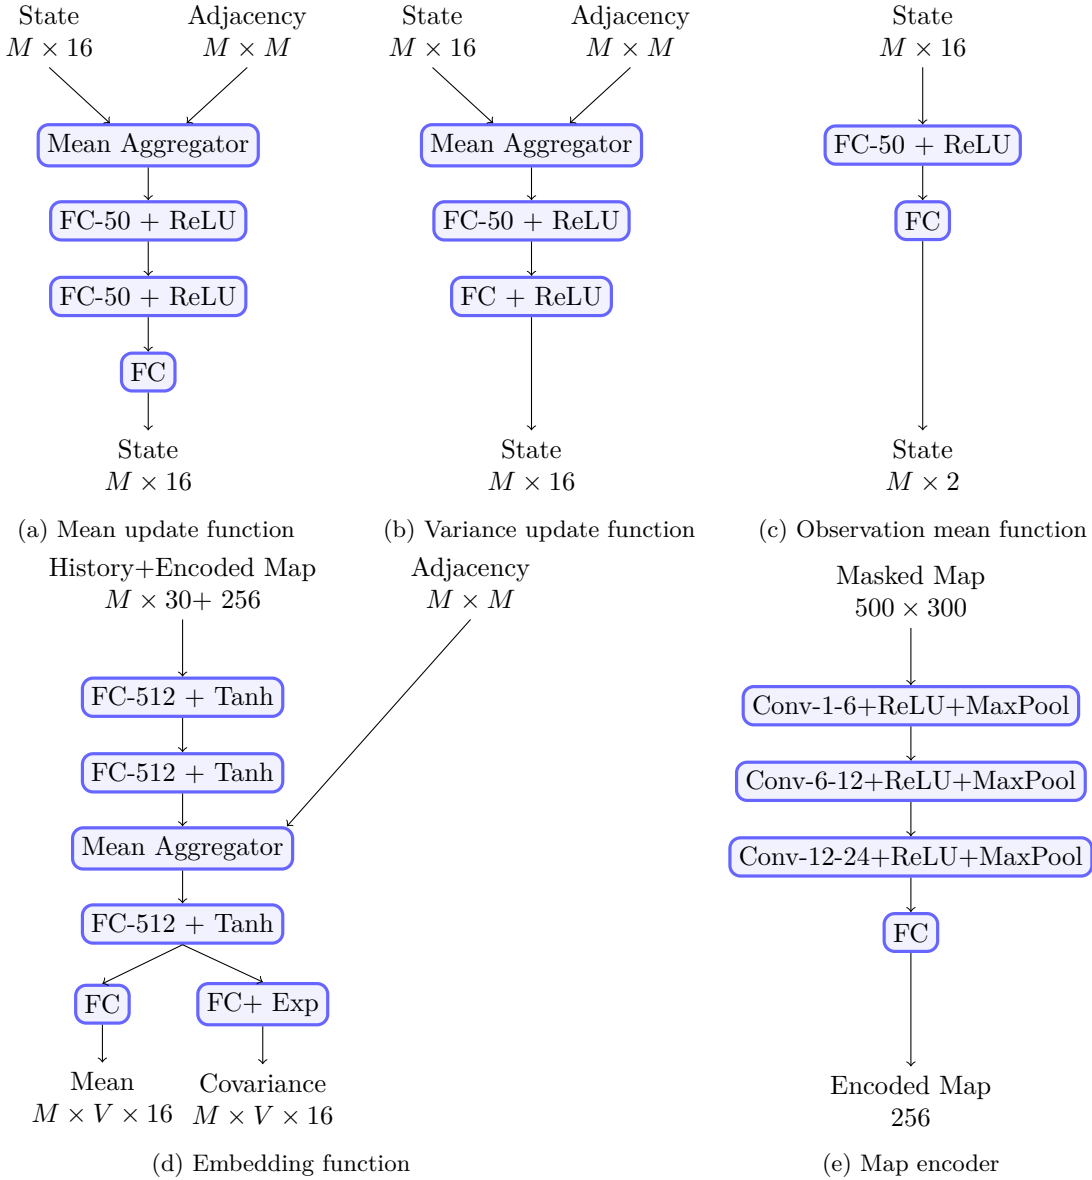 State
M × 16
Adjacency
M × M
Mean Aggregator
FC-50 + ReLU
FC-50 + ReLU
FC
State
M × 16
(a) Mean update function
State
M × 16
Adjacency
M × M
Mean Aggregator
FC-50 + ReLU
FC + ReLU
State
M × 16
(b) Variance update function
State
M × 16
FC-50 + ReLU
FC
State
M × 2
(c) Observation mean function
History+Encoded Map
M × 30+ 256
Adjacency
M × M
FC-512 + Tanh
FC-512 + Tanh
Mean Aggregator
FC-512 + Tanh
FC
FC+ Exp
Mean
M × V × 16
Covariance
M × V × 16
(d) Embedding function
Masked Map
500 × 300
Conv-1-6+ReLU+MaxPool
Conv-6-12+ReLU+MaxPool
Conv-12-24+ReLU+MaxPool
FC
Encoded Map
256
(e) Map encoder